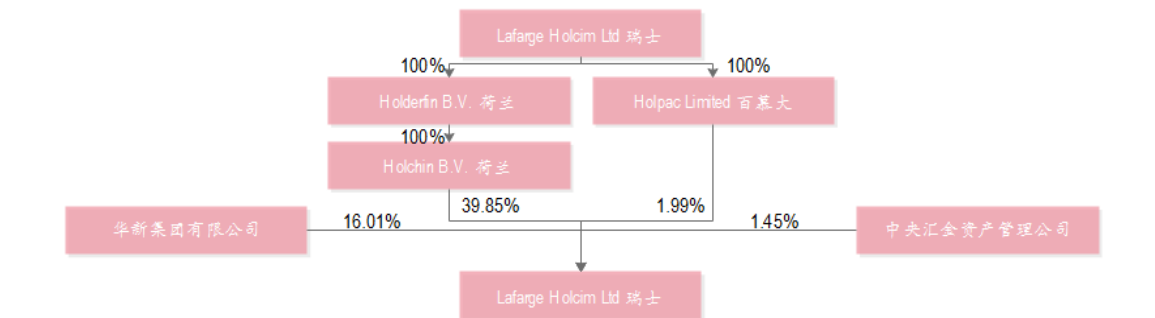 Lafarge Holcim Ltd 瑞士
100%
100%
Holderfin B.V. 荷兰
Holpac Limited 百慕大
100%
Holchin B.V. 荷兰
39.85%
1.99%
华新集团有限公司
16.01%
1.45%
中央汇金资产管理公司
Lafarge Holcim Ltd 瑞士